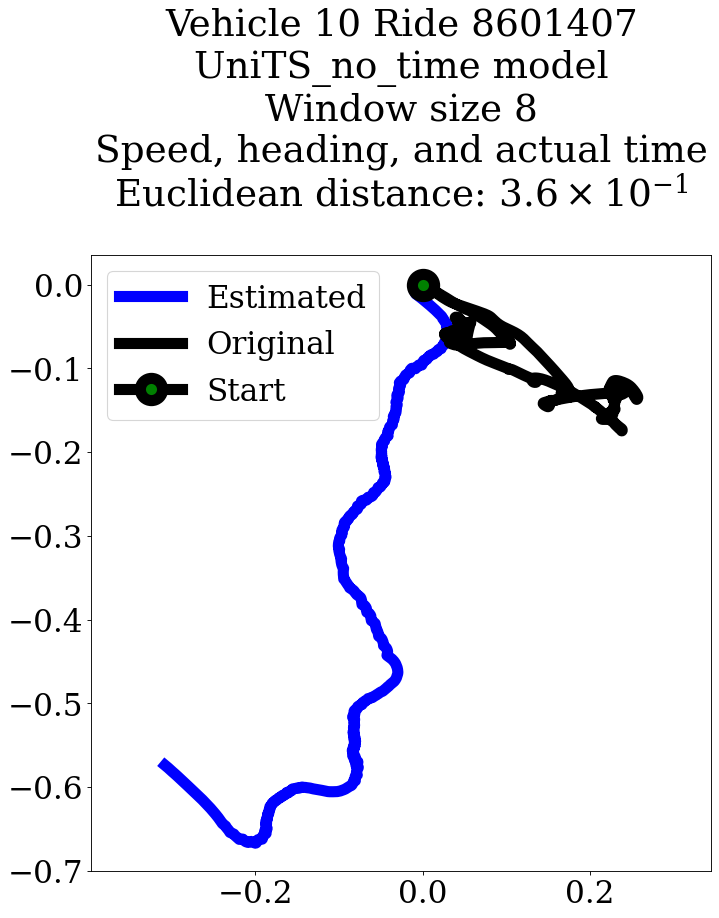 Vehicle 10 Ride 8601407
UniTS_no_time model
Window size 8
Speed, heading, and actual time
Euclidean distance: 3.6 × 10⁻¹
Estimated
Original
Start
0.0
−0.1
−0.2
−0.3
−0.4
−0.5
−0.6
−0.7
−0.2 0.0 0.2